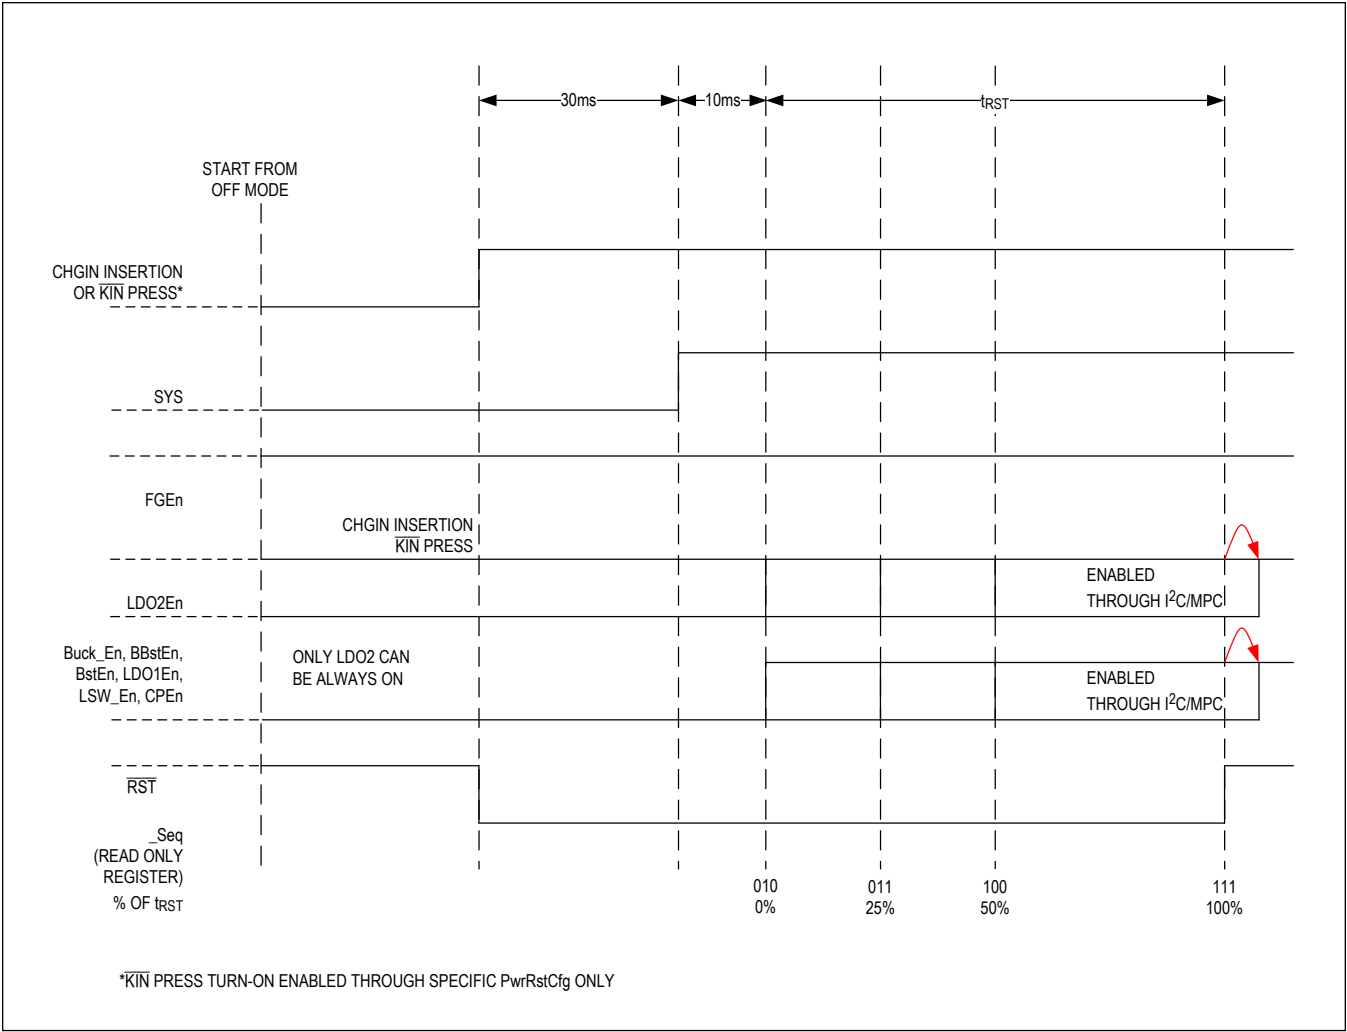 30ms
10ms
tRST
START FROM
OFF MODE
CHGIN INSERTION
OR KIN PRESS*
SYS
FGEn
CHGIN INSERTION
KIN PRESS
LDO2En
ENABLED
THROUGH I2C/MPC
Buck_En, BBstEn,
BstEn, LDO1En,
LSW_En, CPEn
ONLY LDO2 CAN
BE ALWAYS ON
ENABLED
THROUGH I2C/MPC
RST
_Seq
(READ ONLY
REGISTER)
% OF tRST
010
0%
011
25%
100
50%
111
100%
*KIN PRESS TURN-ON ENABLED THROUGH SPECIFIC PwrRstCfg ONLY